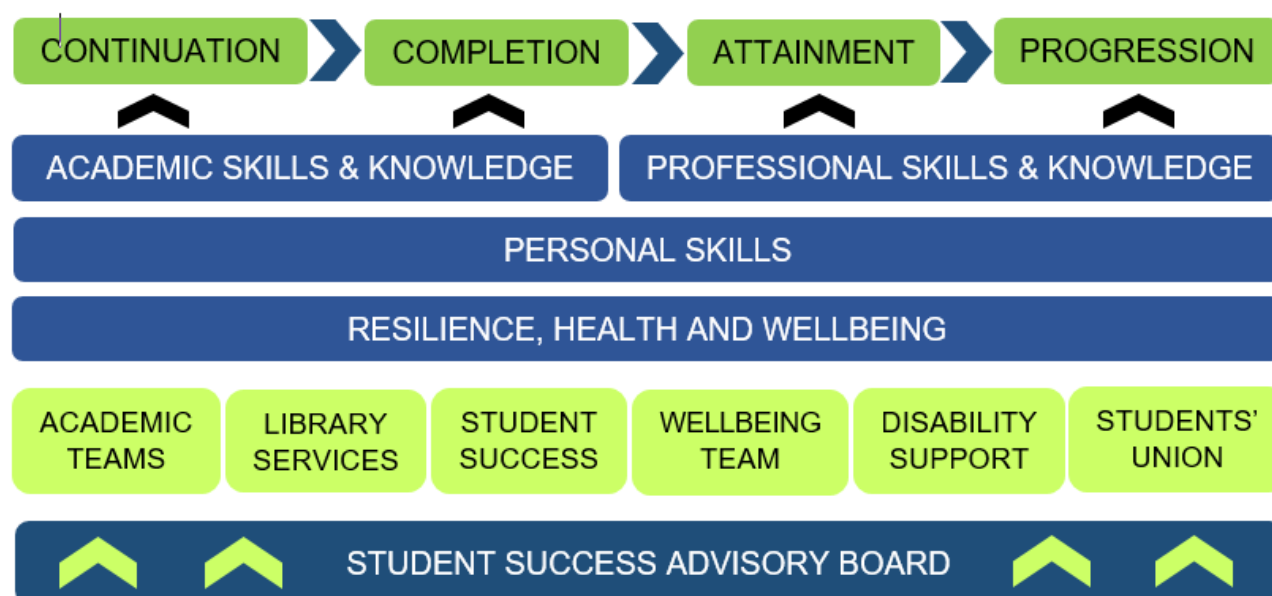 CONTINUATION COMPLETION ATTAINMENT PROGRESSION
ACADEMIC SKILLS & KNOWLEDGE PROFESSIONAL SKILLS & KNOWLEDGE
PERSONAL SKILLS
RESILIENCE, HEALTH AND WELLBEING
ACADEMIC
TEAMS
LIBRARY
SERVICES
STUDENT
SUCCESS
WELLBEING
TEAM
DISABILITY
SUPPORT
STUDENTS’
UNION
STUDENT SUCCESS ADVISORY BOARD